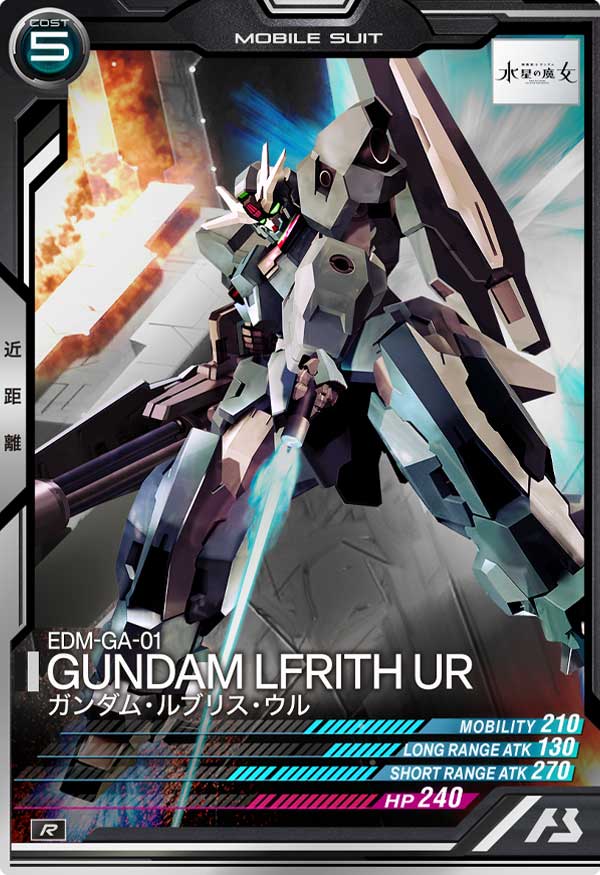 COST
5
MOBILE SUIT
水星の魔女
近距離
EDM-GA-01
GUNDAM LFRITH UR
ガンダム・ルブリス・ウル
MOBILITY 210
LONG RANGE ATK 130
SHORT RANGE ATK 270
HP 240
R